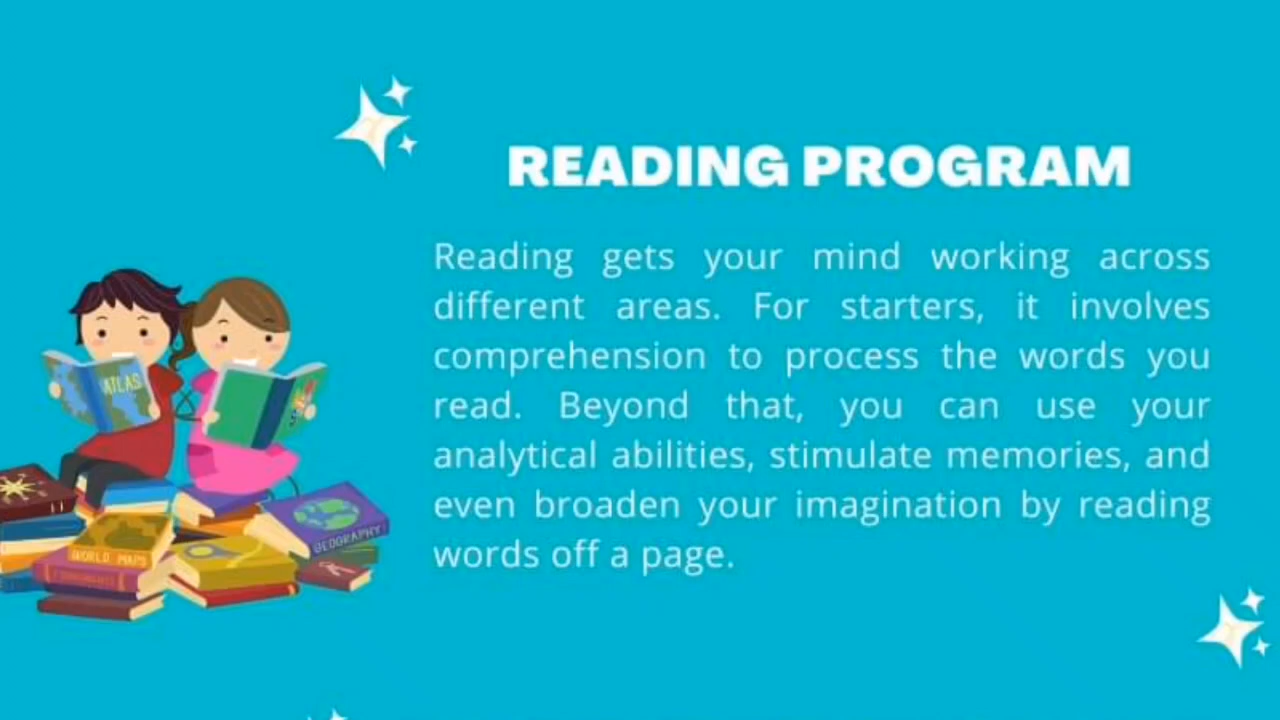 READING PROGRAM
Reading gets your mind working across
different areas. For starters, it involves
comprehension to process the words you
read. Beyond that, you can use your
analytical abilities, stimulate memories, and
even broaden your imagination by reading
words off a page.
ATLAS
WORLD MAPS
GEOGRAPHY